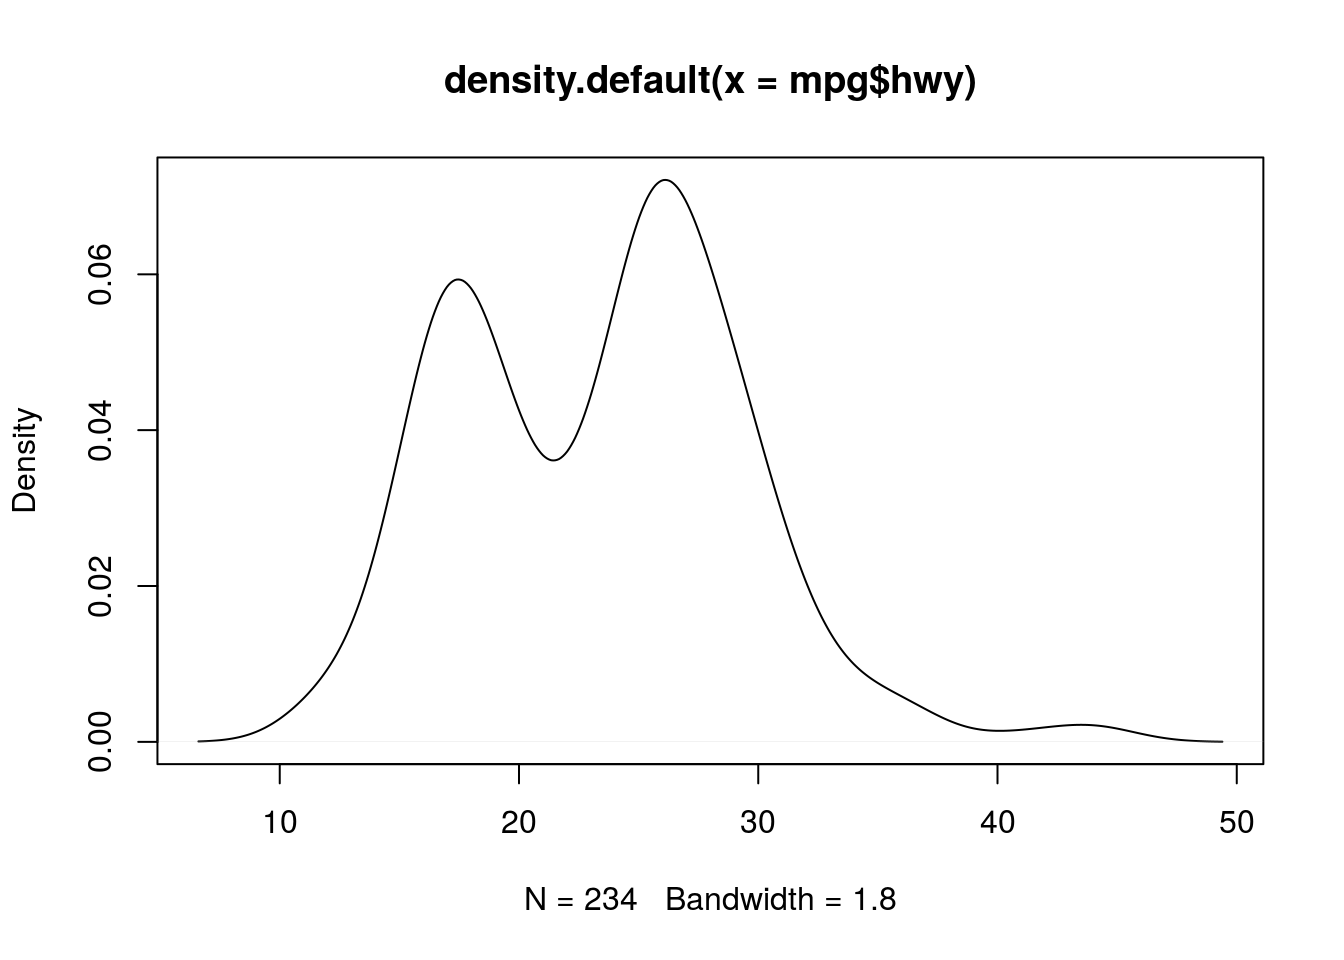 density.default(x = mpg$hwy)
Density
0.06
0.04
0.02
0.00
10 20 30 40 50
N = 234 Bandwidth = 1.8